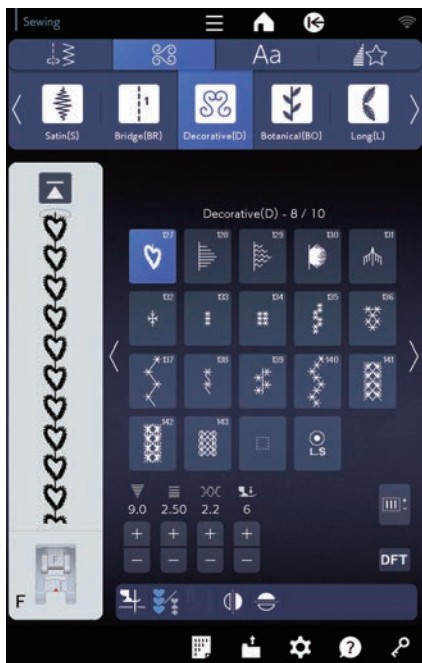 Sewing
Aa
Satin(S) Bridge(BR) Decorative(D) Botanical(BO) Long(L)
1
Decorative(D) - 8 / 10
127 128 129 130 131
132 133 134 135 136
137 138 139 140 141
142 143
L.S
9.0 2.50 2.2 6
+ + + +
− − − −
DFT
F
?